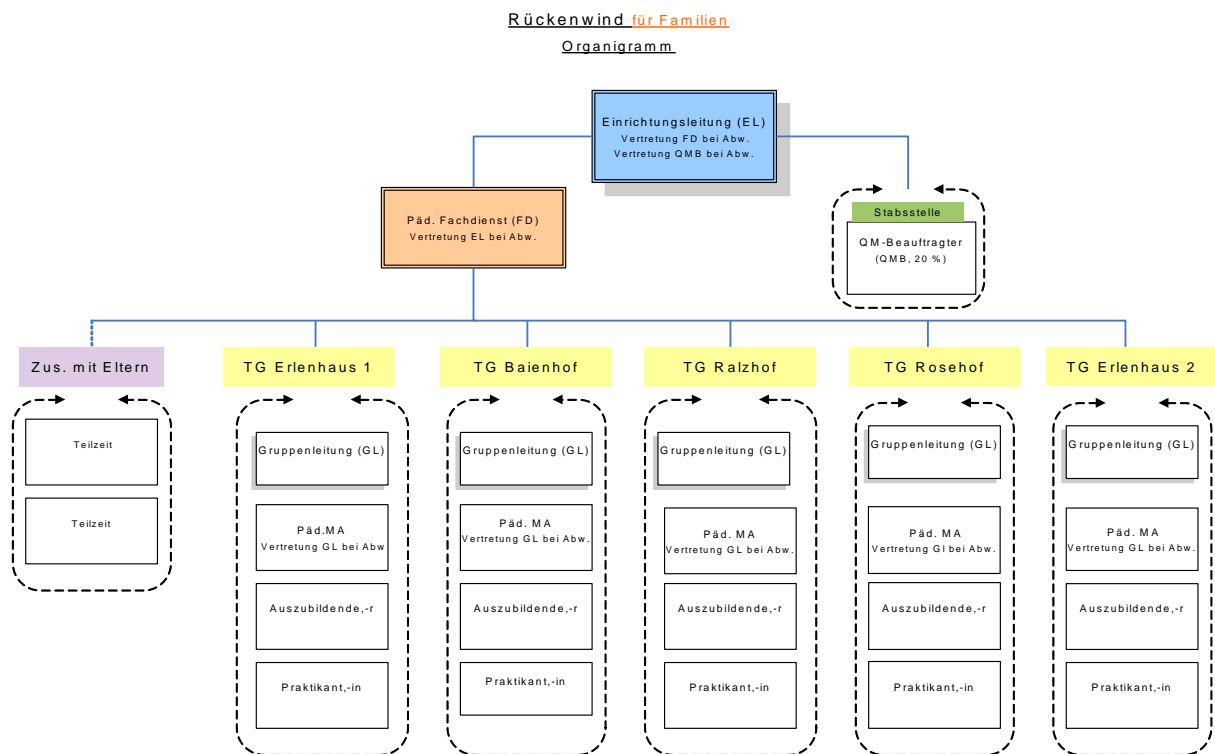 Rückenwind für Familien
Organigramm
Einrichtungsleitung (EL)
Vertretung FD bei Abw.
Vertretung QMB bei Abw.
Päd. Fachdienst (FD)
Vertretung EL bei Abw.
Stabsstelle
QM-Beauftragter
(QMB, 20 %)
Zus. mit Eltern
Teilzeit
Teilzeit
TG Erlenhaus 1
Gruppenleitung (GL)
Päd.MA
Vertretung GL bei Abw
Auszubildende,-r
Praktikant,-in
TG Baienhof
Gruppenleitung (GL)
Päd. MA
Vertretung GL bei Abw.
Auszubildende,-r
Praktikant,-in
TG Ralzhof
Gruppenleitung (GL)
Päd. MA
Vertretung GL bei Abw.
Auszubildende,-r
Praktikant,-in
TG Rosehof
Gruppenleitung (GL)
Päd. MA
Vertretung Gl bei Abw.
Auszubildende,-r
Praktikant,-in
TG Erlenhaus 2
Gruppenleitung (GL)
Päd. MA
Vertretung GL bei Abw.
Auszubildende,-r
Praktikant,-in